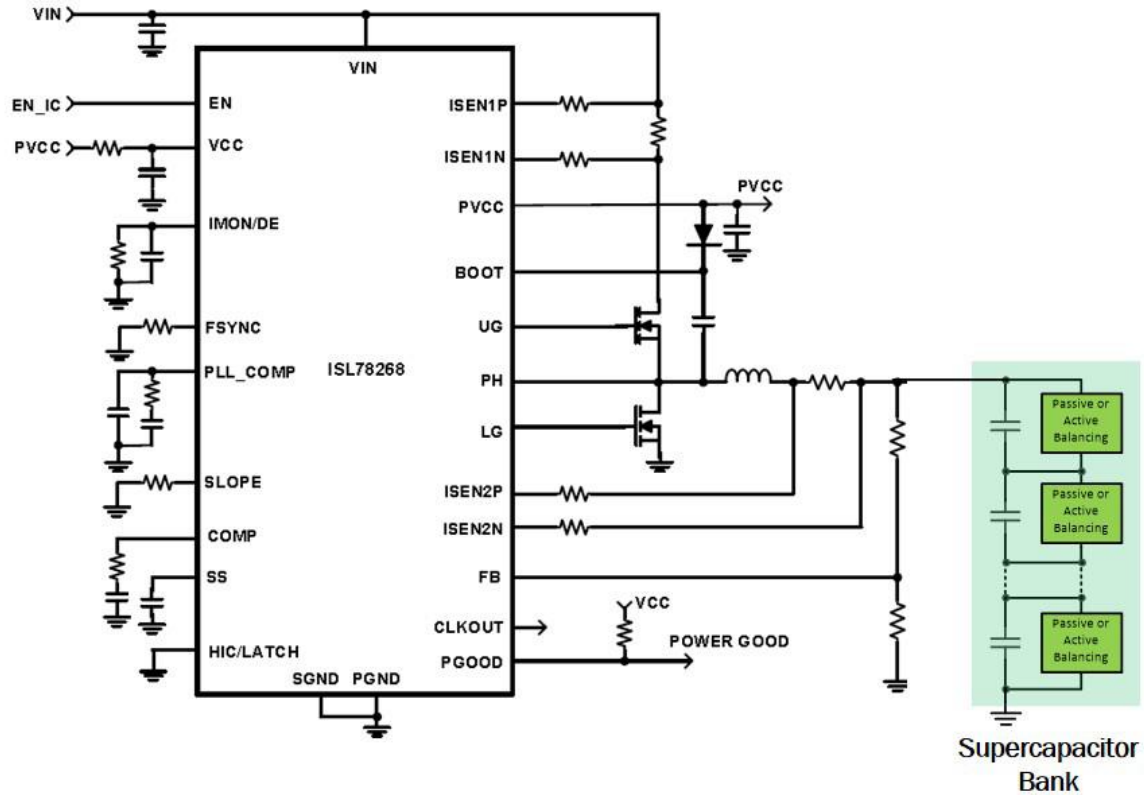 VIN
VIN
EN_IC
EN
ISEN1P
PVCC
VCC
ISEN1N
PVCC
PVCC
IMON/DE
BOOT
FSYNC
UG
ISL78268
PLL_COMP
PH
LG
SLOPE
ISEN2P
ISEN2N
COMP
SS
FB
VCC
CLKOUT
POWER GOOD
HIC/LATCH
PGOOD
SGND PGND
Passive or
Active
Balancing
Passive or
Active
Balancing
Passive or
Active
Balancing
Supercapacitor
Bank